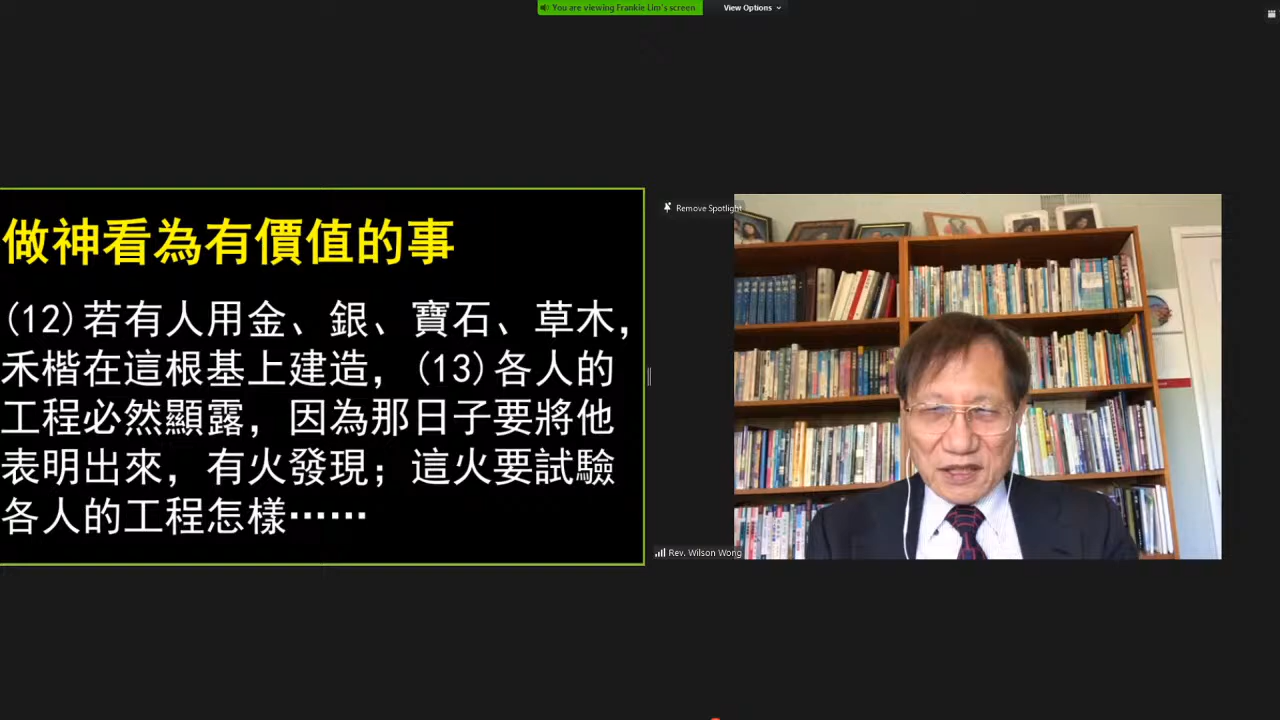 You are viewing Frankie Lim's screen
View Options
做神看為有價值的事
(12)若有人用金、銀、寶石、草木,
禾楷在這根基上建造, (13)各人的
工程必然顯露, 因為那日子要將他
表明出來, 有火發現; 這火要試驗
各人的工程怎樣⋯⋯
Remove Spotlight
Rev. Wilson Wong